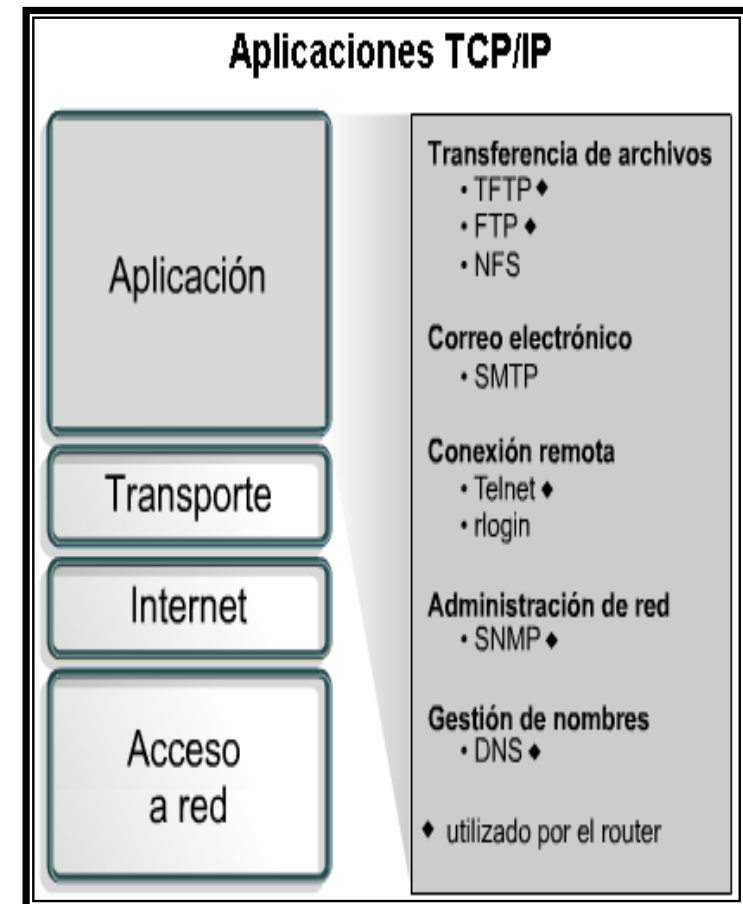 Aplicaciones TCP/IP
Aplicación
Transporte
Internet
Acceso
a red
Transferencia de archivos
• TFTP ♦
• FTP ♦
• NFS
Correo electrónico
• SMTP
Conexión remota
• Telnet ♦
• rlogin
Administración de red
• SNMP ♦
Gestión de nombres
• DNS ♦
♦ utilizado por el router